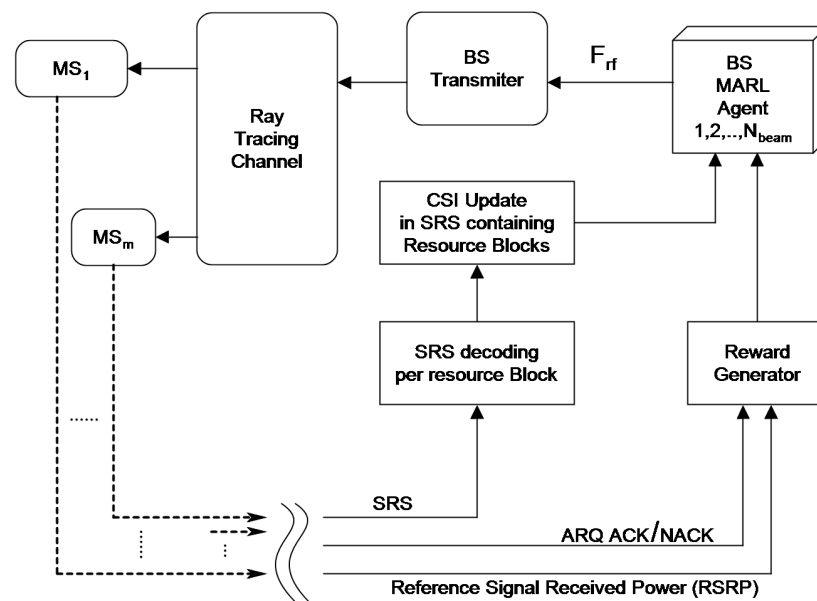 MS1
Ray
Tracing
Channel
BS
Transmiter
Frf
BS
MARL
Agent
1,2,..,Nbeam
MSm
CSI Update
in SRS containing
Resource Blocks
SRS decoding
per resource Block
Reward
Generator
SRS
ARQ ACK/NACK
Reference Signal Received Power (RSRP)